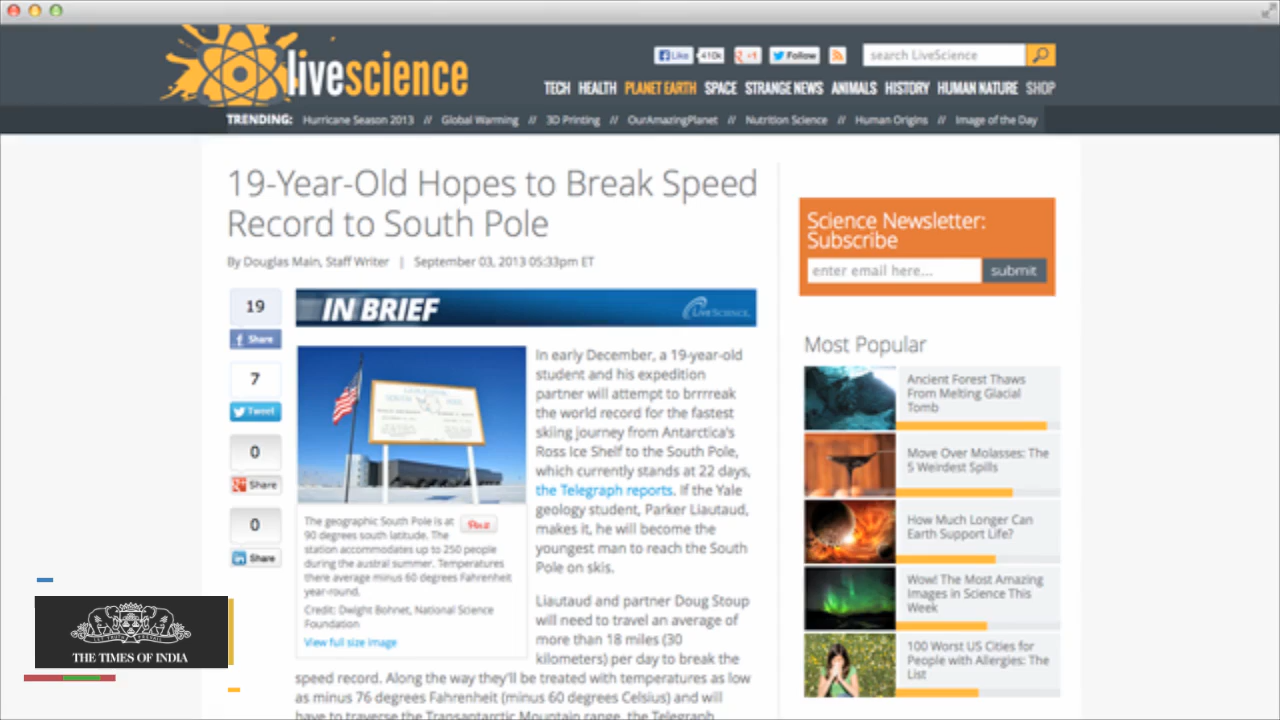 livescience
Like 410k +1 Follow search LiveScience
TECH HEALTH PLANET EARTH SPACE STRANGE NEWS ANIMALS HISTORY HUMAN NATURE SHOP
TRENDING: Hurricane Season 2013 // Global Warming // 3D Printing // OurAmazingPlanet // Nutrition Science // Human Origins // Image of the Day
19-Year-Old Hopes to Break Speed
Record to South Pole
By Douglas Main, Staff Writer | September 03, 2013 05:33pm ET
19
Share
7
Tweet
0
Share
0
Share
IN BRIEF
LIVESCIENCE
The geographic South Pole is at
Pin it
90 degrees south latitude. The
station accommodates up to 250 people
during the austral summer. Temperatures
there average minus 60 degrees Fahrenheit
year-round.
Credit: Dwight Bohnet, National Science
Foundation
View full size image
In early December, a 19-year-old
student and his expedition
partner will attempt to brrrreak
the world record for the fastest
skiing journey from Antarctica's
Ross Ice Shelf to the South Pole,
which currently stands at 22 days,
the Telegraph reports. If the Yale
geology student, Parker Liautaud,
makes it, he will become the
youngest man to reach the South
Pole on skis.
Liautaud and partner Doug Stoup
will need to travel an average of
more than 18 miles (30
kilometers) per day to break the
speed record. Along the way they'll be treated with temperatures as low
as minus 76 degrees Fahrenheit (minus 60 degrees Celsius) and will
have to traverse the Transantarctic Mountain range, the Telegraph
Science Newsletter:
Subscribe
enter email here... submit
Most Popular
Ancient Forest Thaws
From Melting Glacial
Tomb
Move Over Molasses: The
5 Weirdest Spills
How Much Longer Can
Earth Support Life?
Wow! The Most Amazing
Images in Science This
Week
100 Worst US Cities for
People with Allergies: The
List
THE TIMES OF INDIA